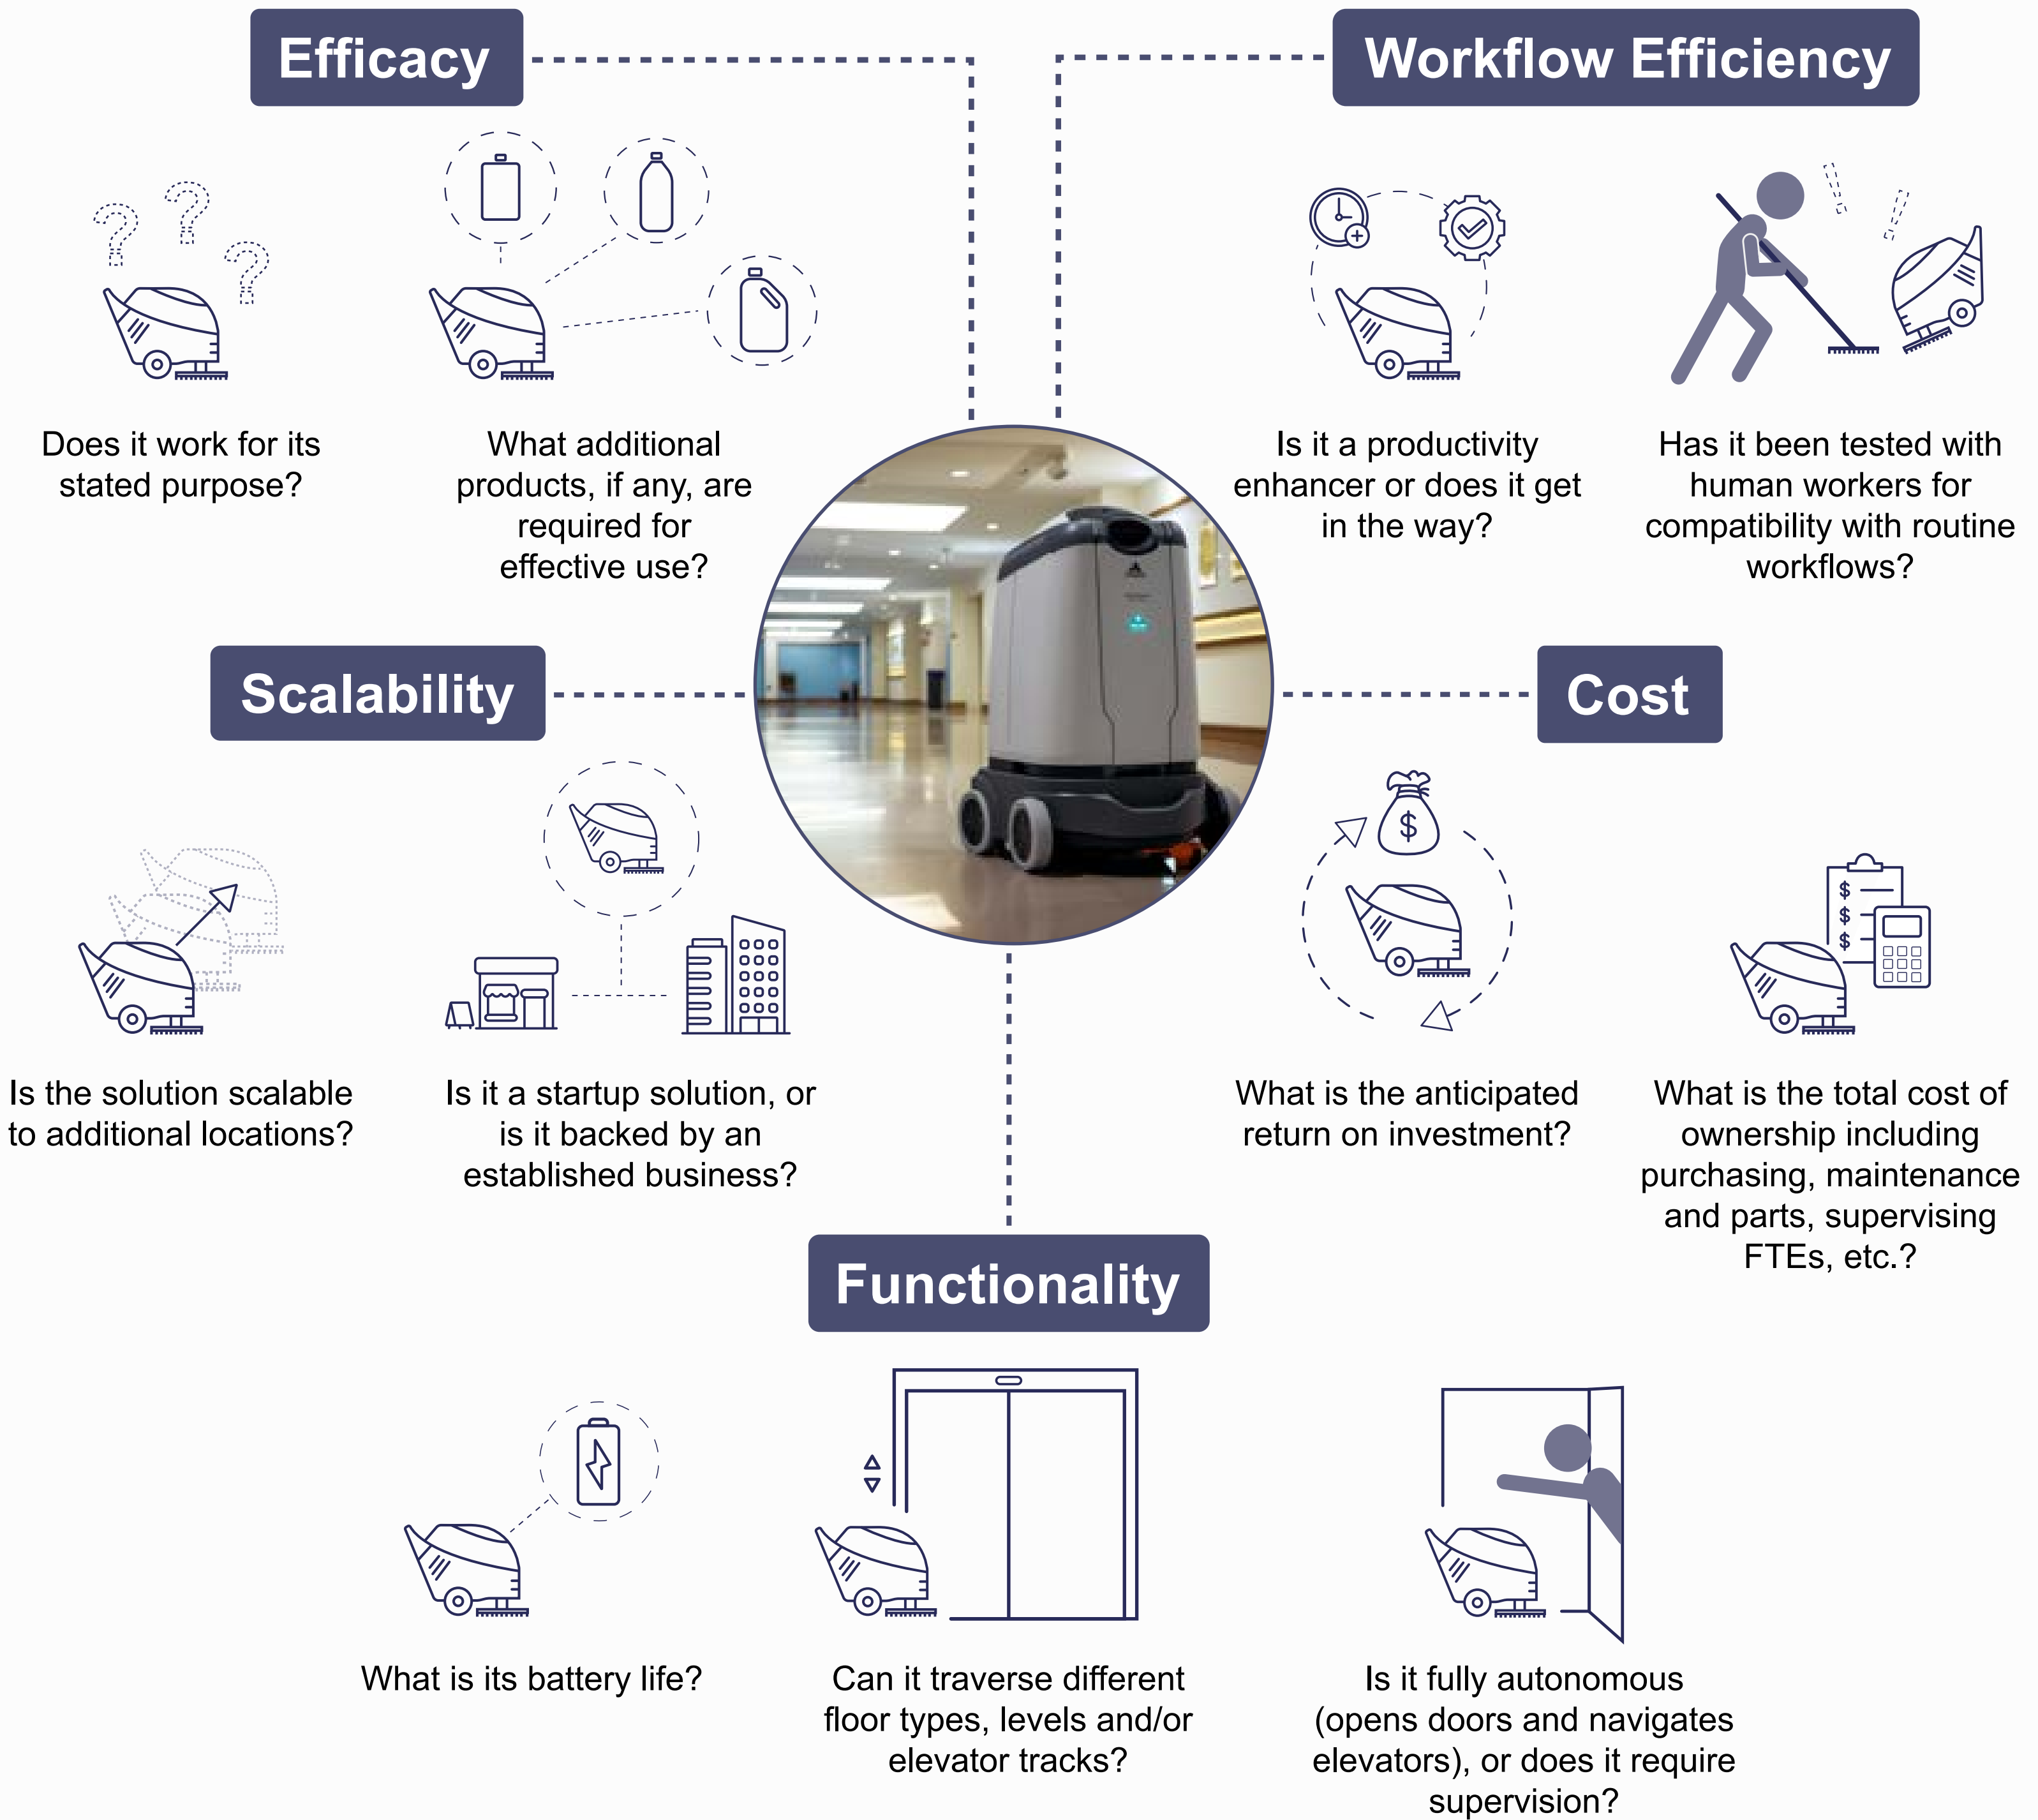 Efficacy
Does it work for its
stated purpose?
What additional
products, if any, are
required for
effective use?
Workflow Efficiency
Is it a productivity
enhancer or does it get
in the way?
Has it been tested with
human workers for
compatibility with routine
workflows?
Scalability
Is the solution scalable
to additional locations?
Is it a startup solution, or
is it backed by an
established business?
Cost
$
What is the anticipated
return on investment?
$
$
$
What is the total cost of
ownership including
purchasing, maintenance
and parts, supervising
FTEs, etc.?
Functionality
What is its battery life?
Can it traverse different
floor types, levels and/or
elevator tracks?
Is it fully autonomous
(opens doors and navigates
elevators), or does it require
supervision?